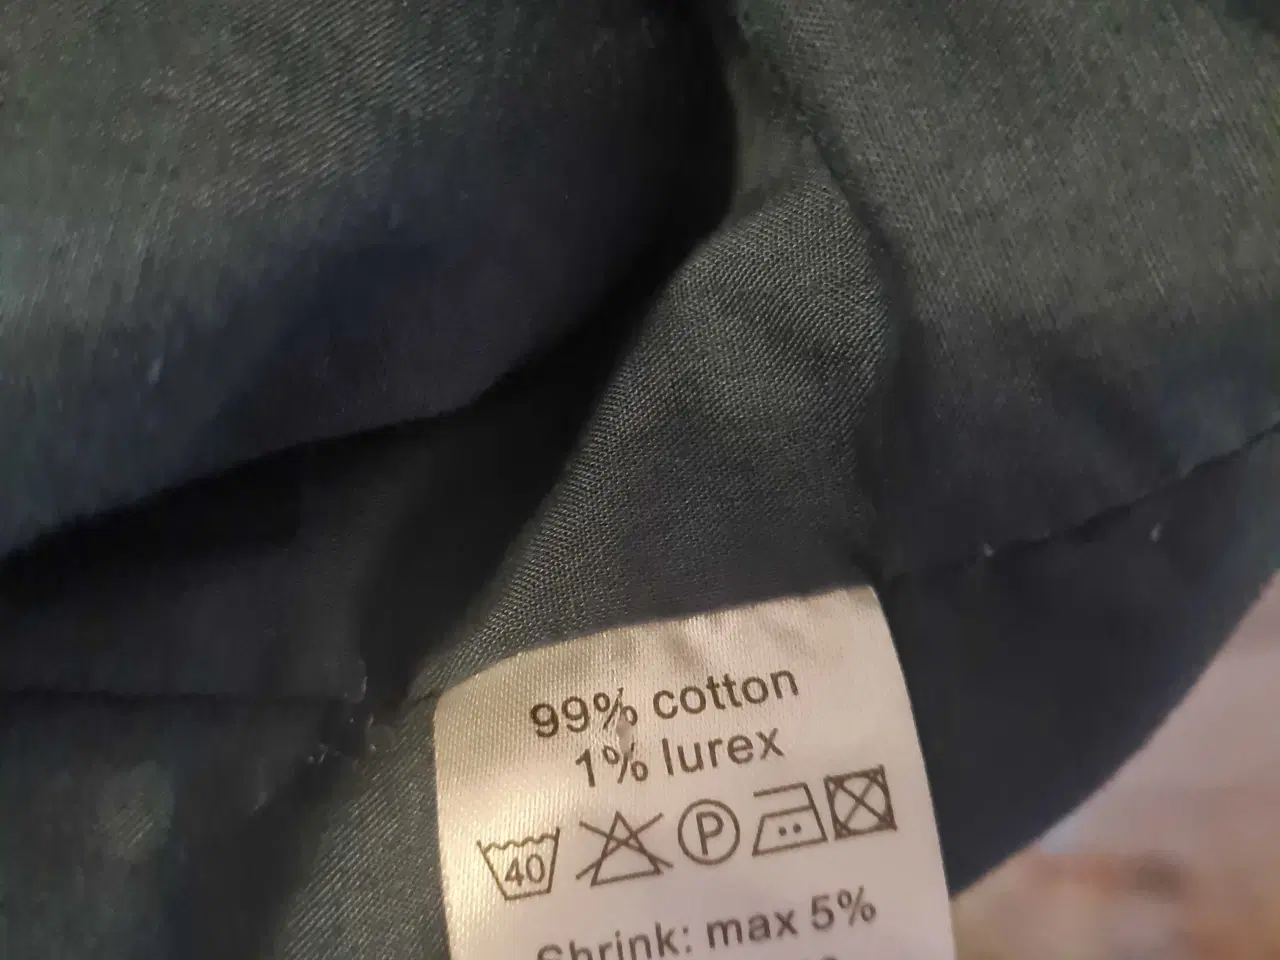 99% cotton
1% lurex
40 P
Shrink: max 5%